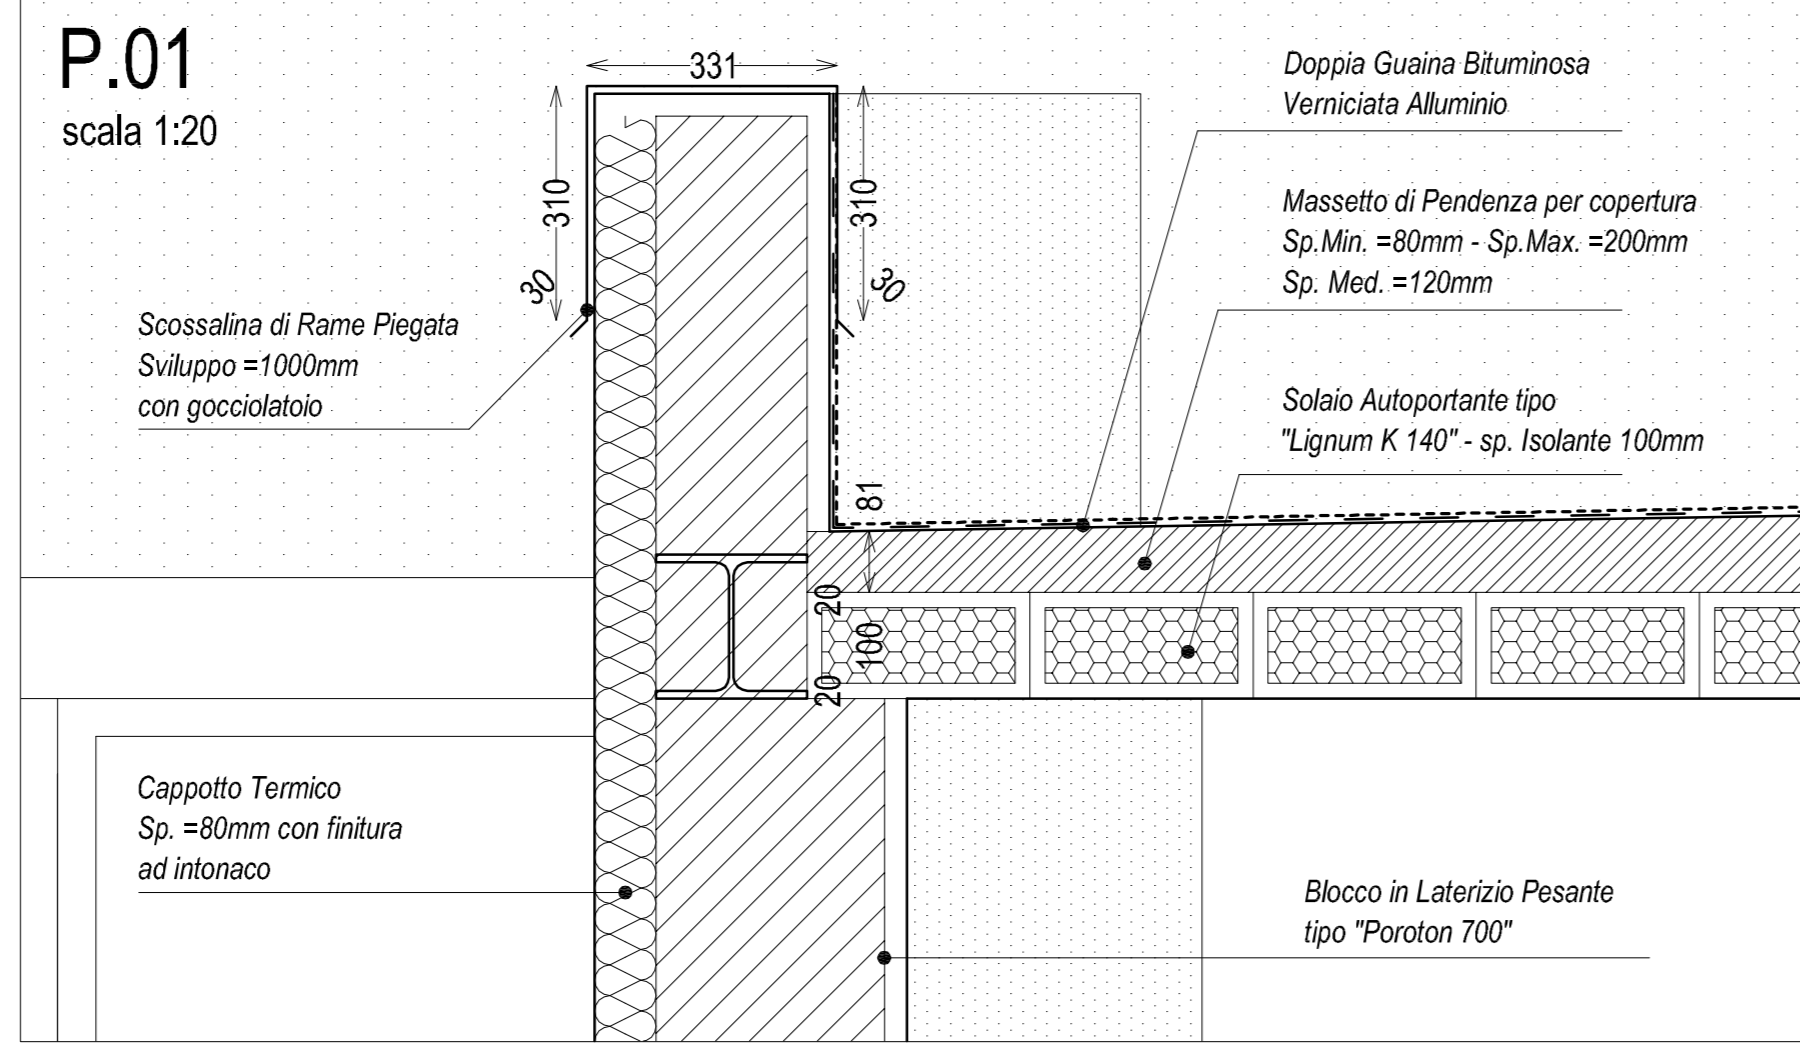 P.01
scala 1:20
331
310
310
30
30
Doppia Guaina Bituminosa
Verniciata Alluminio
Massetto di Pendenza per copertura
Sp.Min. =80mm - Sp.Max. =200mm
Sp. Med. =120mm
Scossalina di Rame Piegata
Sviluppo =1000mm
con gocciolatoio
Solaio Autoportante tipo
"Lignum K 140" - sp. Isolante 100mm
81
20
100
20
Cappotto Termico
Sp. =80mm con finitura
ad intonaco
Blocco in Laterizio Pesante
tipo "Poroton 700"